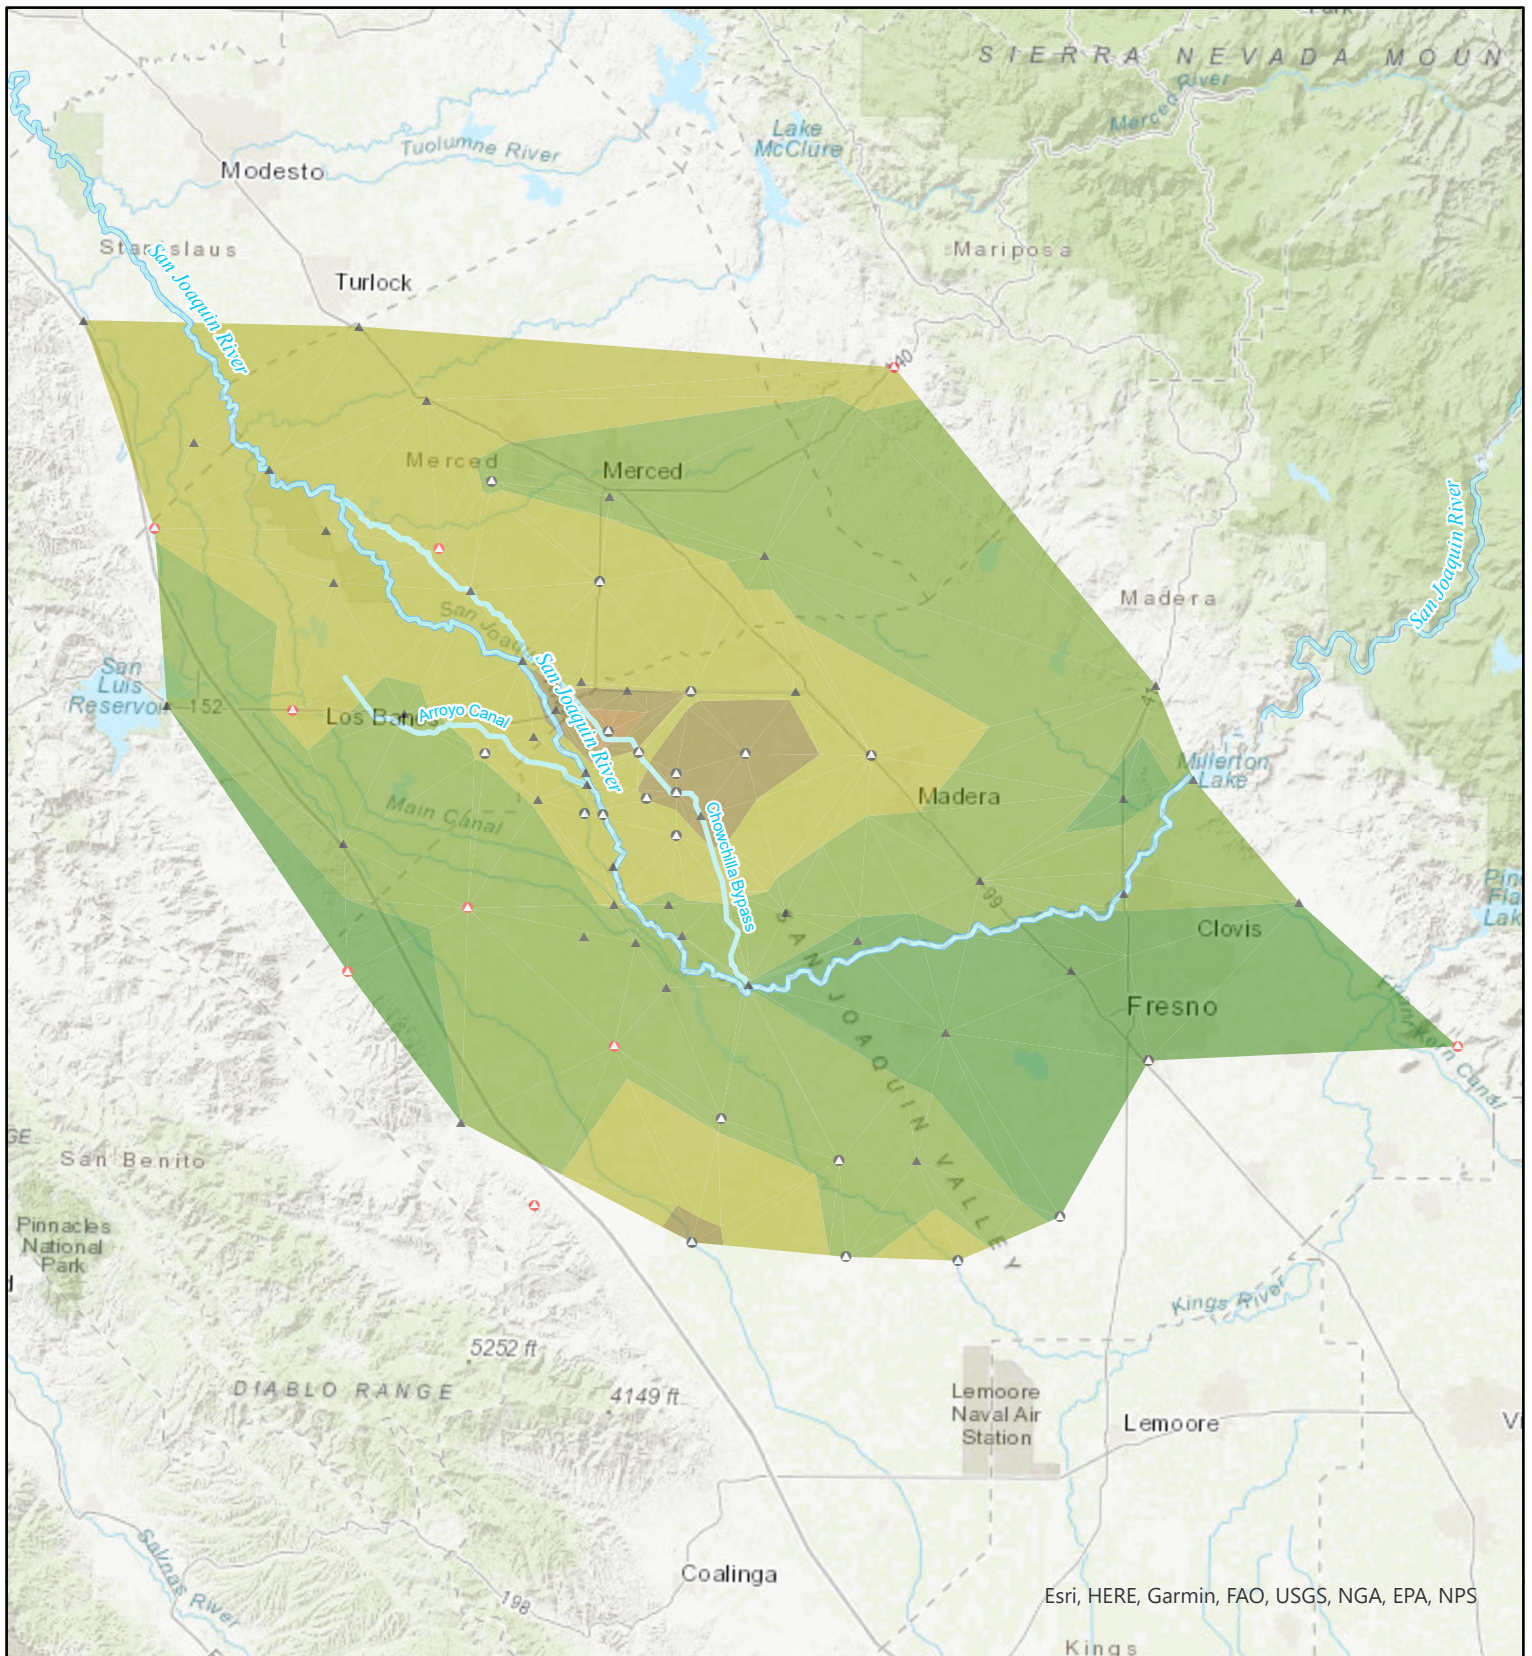 SIERRA NEVADA MOUN
Merced River
Lake
McClure
Tuolumne River
Modesto
Stanislaus
San Joaquin River
Turlock
Mariposa
140
Merced
Merced
San Joaquin River
Madera
San
Luis
Reservoir
152
Los Banos
Arroyo Canal
San Joaquin River
41
Millerton
Lake
Main Canal
Madera
Chowchilla Bypass
99
Clovis
SAN JOAQUIN VALLEY
Fresno
Friant-Kern Canal
San Benito
Pinnacles
National
Park
Kings River
5252 ft
DIABLO RANGE
4149 ft
Lemoore
Naval Air
Station
Lemoore
Salinas River
Coalinga
198
Esri, HERE, Garmin, FAO, USGS, NGA, EPA, NPS
Kings